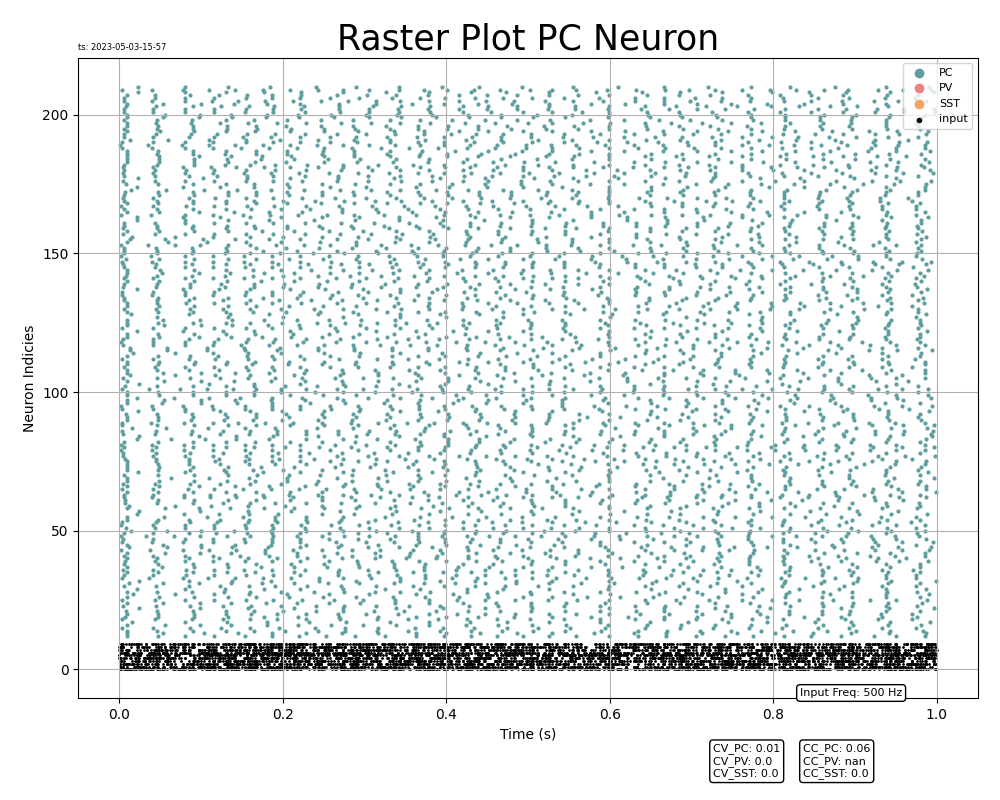 Raster Plot PC Neuron
ts: 2023-05-03-15-57
PC
PV
SST
input
200
150
100
50
0
Neuron Indicies
0.0 0.2 0.4 0.6 0.8 1.0
Time (s)
Input Freq: 500 Hz
CV_PC: 0.01
CV_PV: 0.0
CV_SST: 0.0
CC_PC: 0.06
CC_PV: nan
CC_SST: 0.0